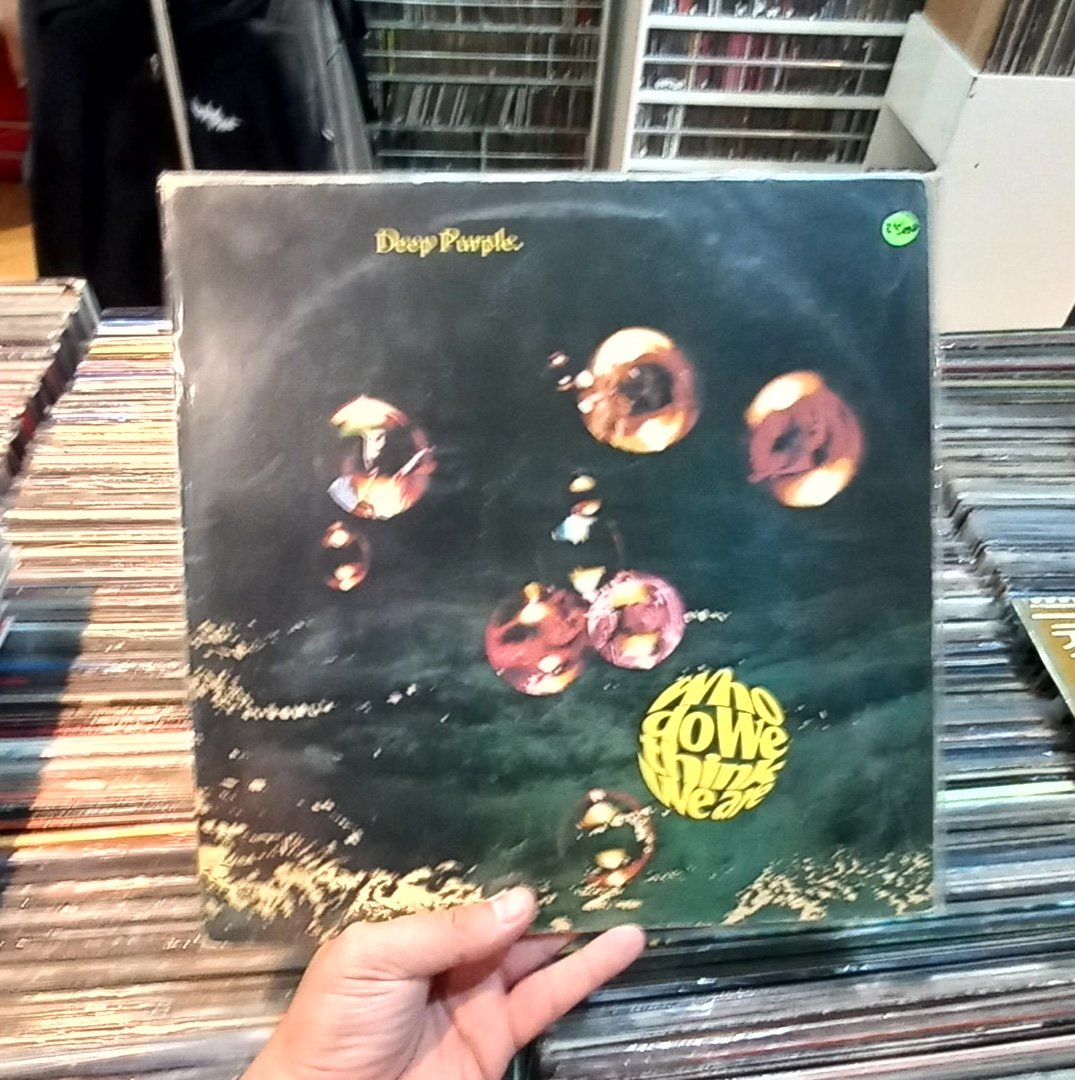 Deep Purple
Who
do We
think
We are